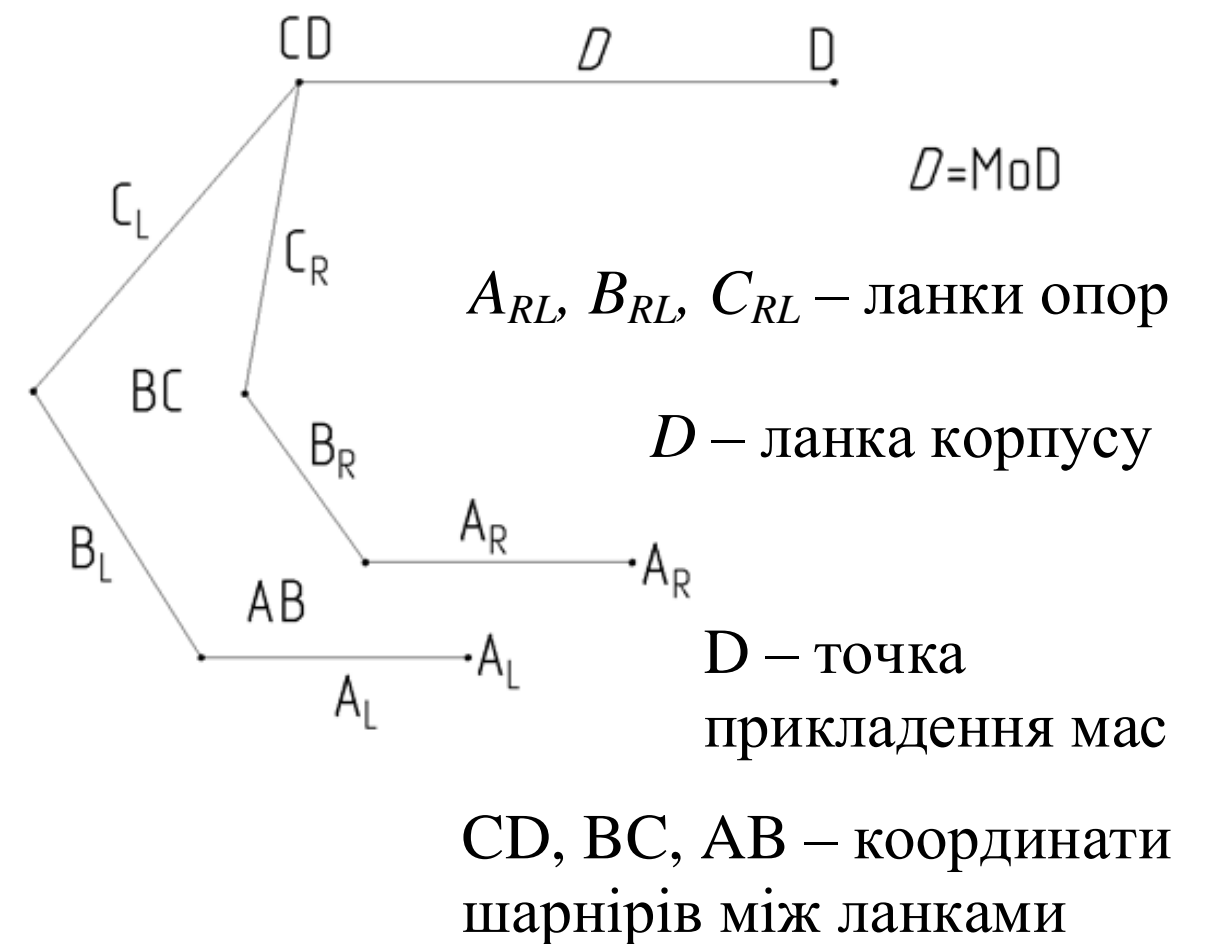 CD
D
D
D=MoD
C_L
C_R
A_RL, B_RL, C_RL – ланки опор
BC
D – ланка корпусу
B_R
A_R
B_L
A_R
AB
D – точка
прикладення мас
A_L
A_L
CD, BC, AB – координати
шарнірів між ланками